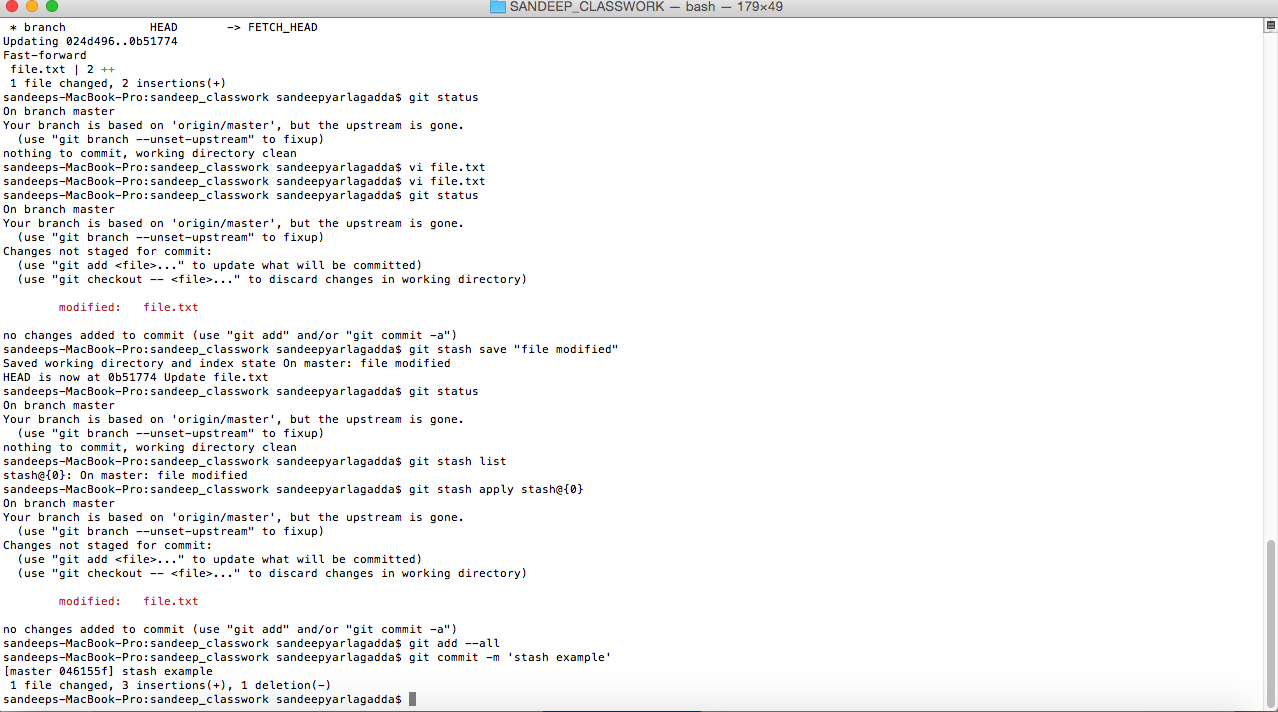 SANDEEP_CLASSWORK — bash — 179×49
 * branch            HEAD       -> FETCH_HEAD
Updating 024d496..0b51774
Fast-forward
 file.txt | 2 ++
 1 file changed, 2 insertions(+)
sandeeps-MacBook-Pro:sandeep_classwork sandeepyarlagadda$ git status
On branch master
Your branch is based on 'origin/master', but the upstream is gone.
  (use "git branch --unset-upstream" to fixup)
nothing to commit, working directory clean
sandeeps-MacBook-Pro:sandeep_classwork sandeepyarlagadda$ vi file.txt
sandeeps-MacBook-Pro:sandeep_classwork sandeepyarlagadda$ vi file.txt
sandeeps-MacBook-Pro:sandeep_classwork sandeepyarlagadda$ git status
On branch master
Your branch is based on 'origin/master', but the upstream is gone.
  (use "git branch --unset-upstream" to fixup)
Changes not staged for commit:
  (use "git add <file>..." to update what will be committed)
  (use "git checkout -- <file>..." to discard changes in working directory)

        modified:   file.txt

no changes added to commit (use "git add" and/or "git commit -a")
sandeeps-MacBook-Pro:sandeep_classwork sandeepyarlagadda$ git stash save "file modified"
Saved working directory and index state On master: file modified
HEAD is now at 0b51774 Update file.txt
sandeeps-MacBook-Pro:sandeep_classwork sandeepyarlagadda$ git status
On branch master
Your branch is based on 'origin/master', but the upstream is gone.
  (use "git branch --unset-upstream" to fixup)
nothing to commit, working directory clean
sandeeps-MacBook-Pro:sandeep_classwork sandeepyarlagadda$ git stash list
stash@{0}: On master: file modified
sandeeps-MacBook-Pro:sandeep_classwork sandeepyarlagadda$ git stash apply stash@{0}
On branch master
Your branch is based on 'origin/master', but the upstream is gone.
  (use "git branch --unset-upstream" to fixup)
Changes not staged for commit:
  (use "git add <file>..." to update what will be committed)
  (use "git checkout -- <file>..." to discard changes in working directory)

        modified:   file.txt

no changes added to commit (use "git add" and/or "git commit -a")
sandeeps-MacBook-Pro:sandeep_classwork sandeepyarlagadda$ git add --all
sandeeps-MacBook-Pro:sandeep_classwork sandeepyarlagadda$ git commit -m 'stash example'
[master 046155f] stash example
 1 file changed, 3 insertions(+), 1 deletion(-)
sandeeps-MacBook-Pro:sandeep_classwork sandeepyarlagadda$